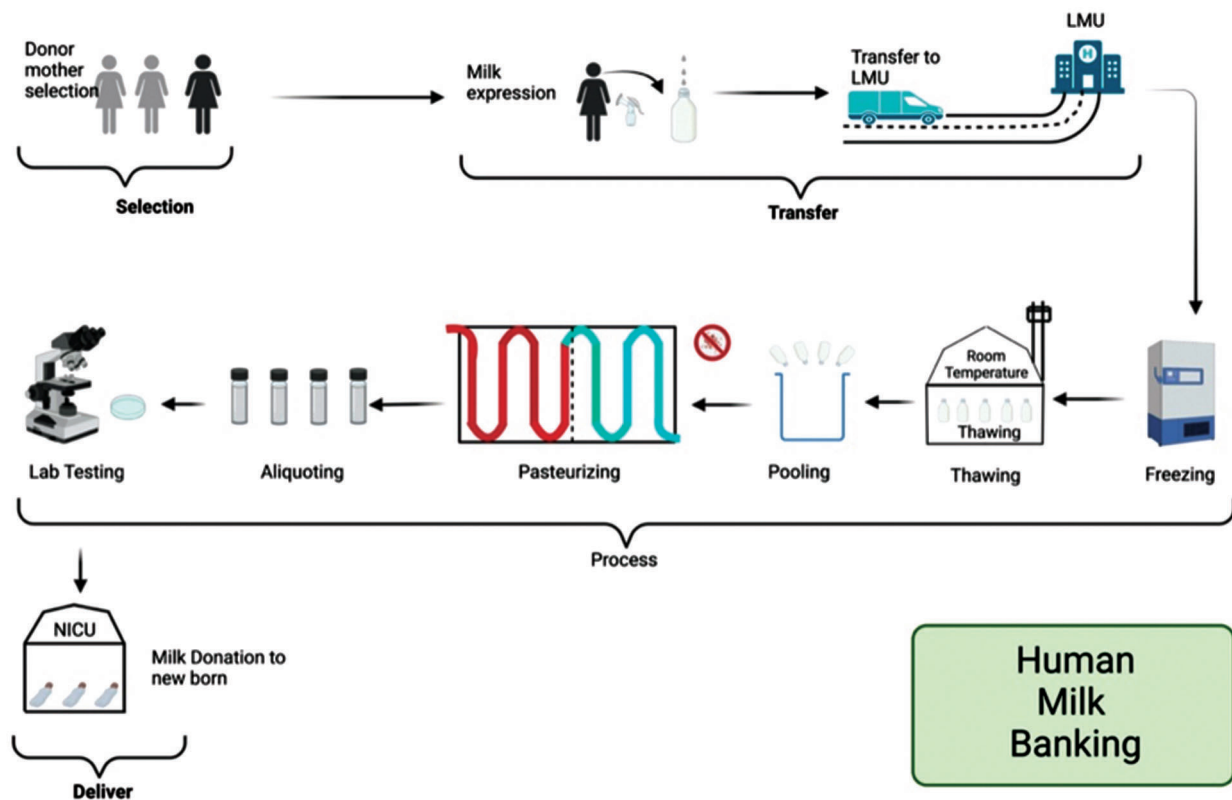 Donor
mother
selection
Selection
Milk
expression
Transfer to
LMU
LMU
H
Transfer
Room
Temperature
Thawing
Lab Testing
Aliquoting
Pasteurizing
Pooling
Thawing
Freezing
Process
NICU
Milk Donation to
new born
Deliver
Human
Milk
Banking